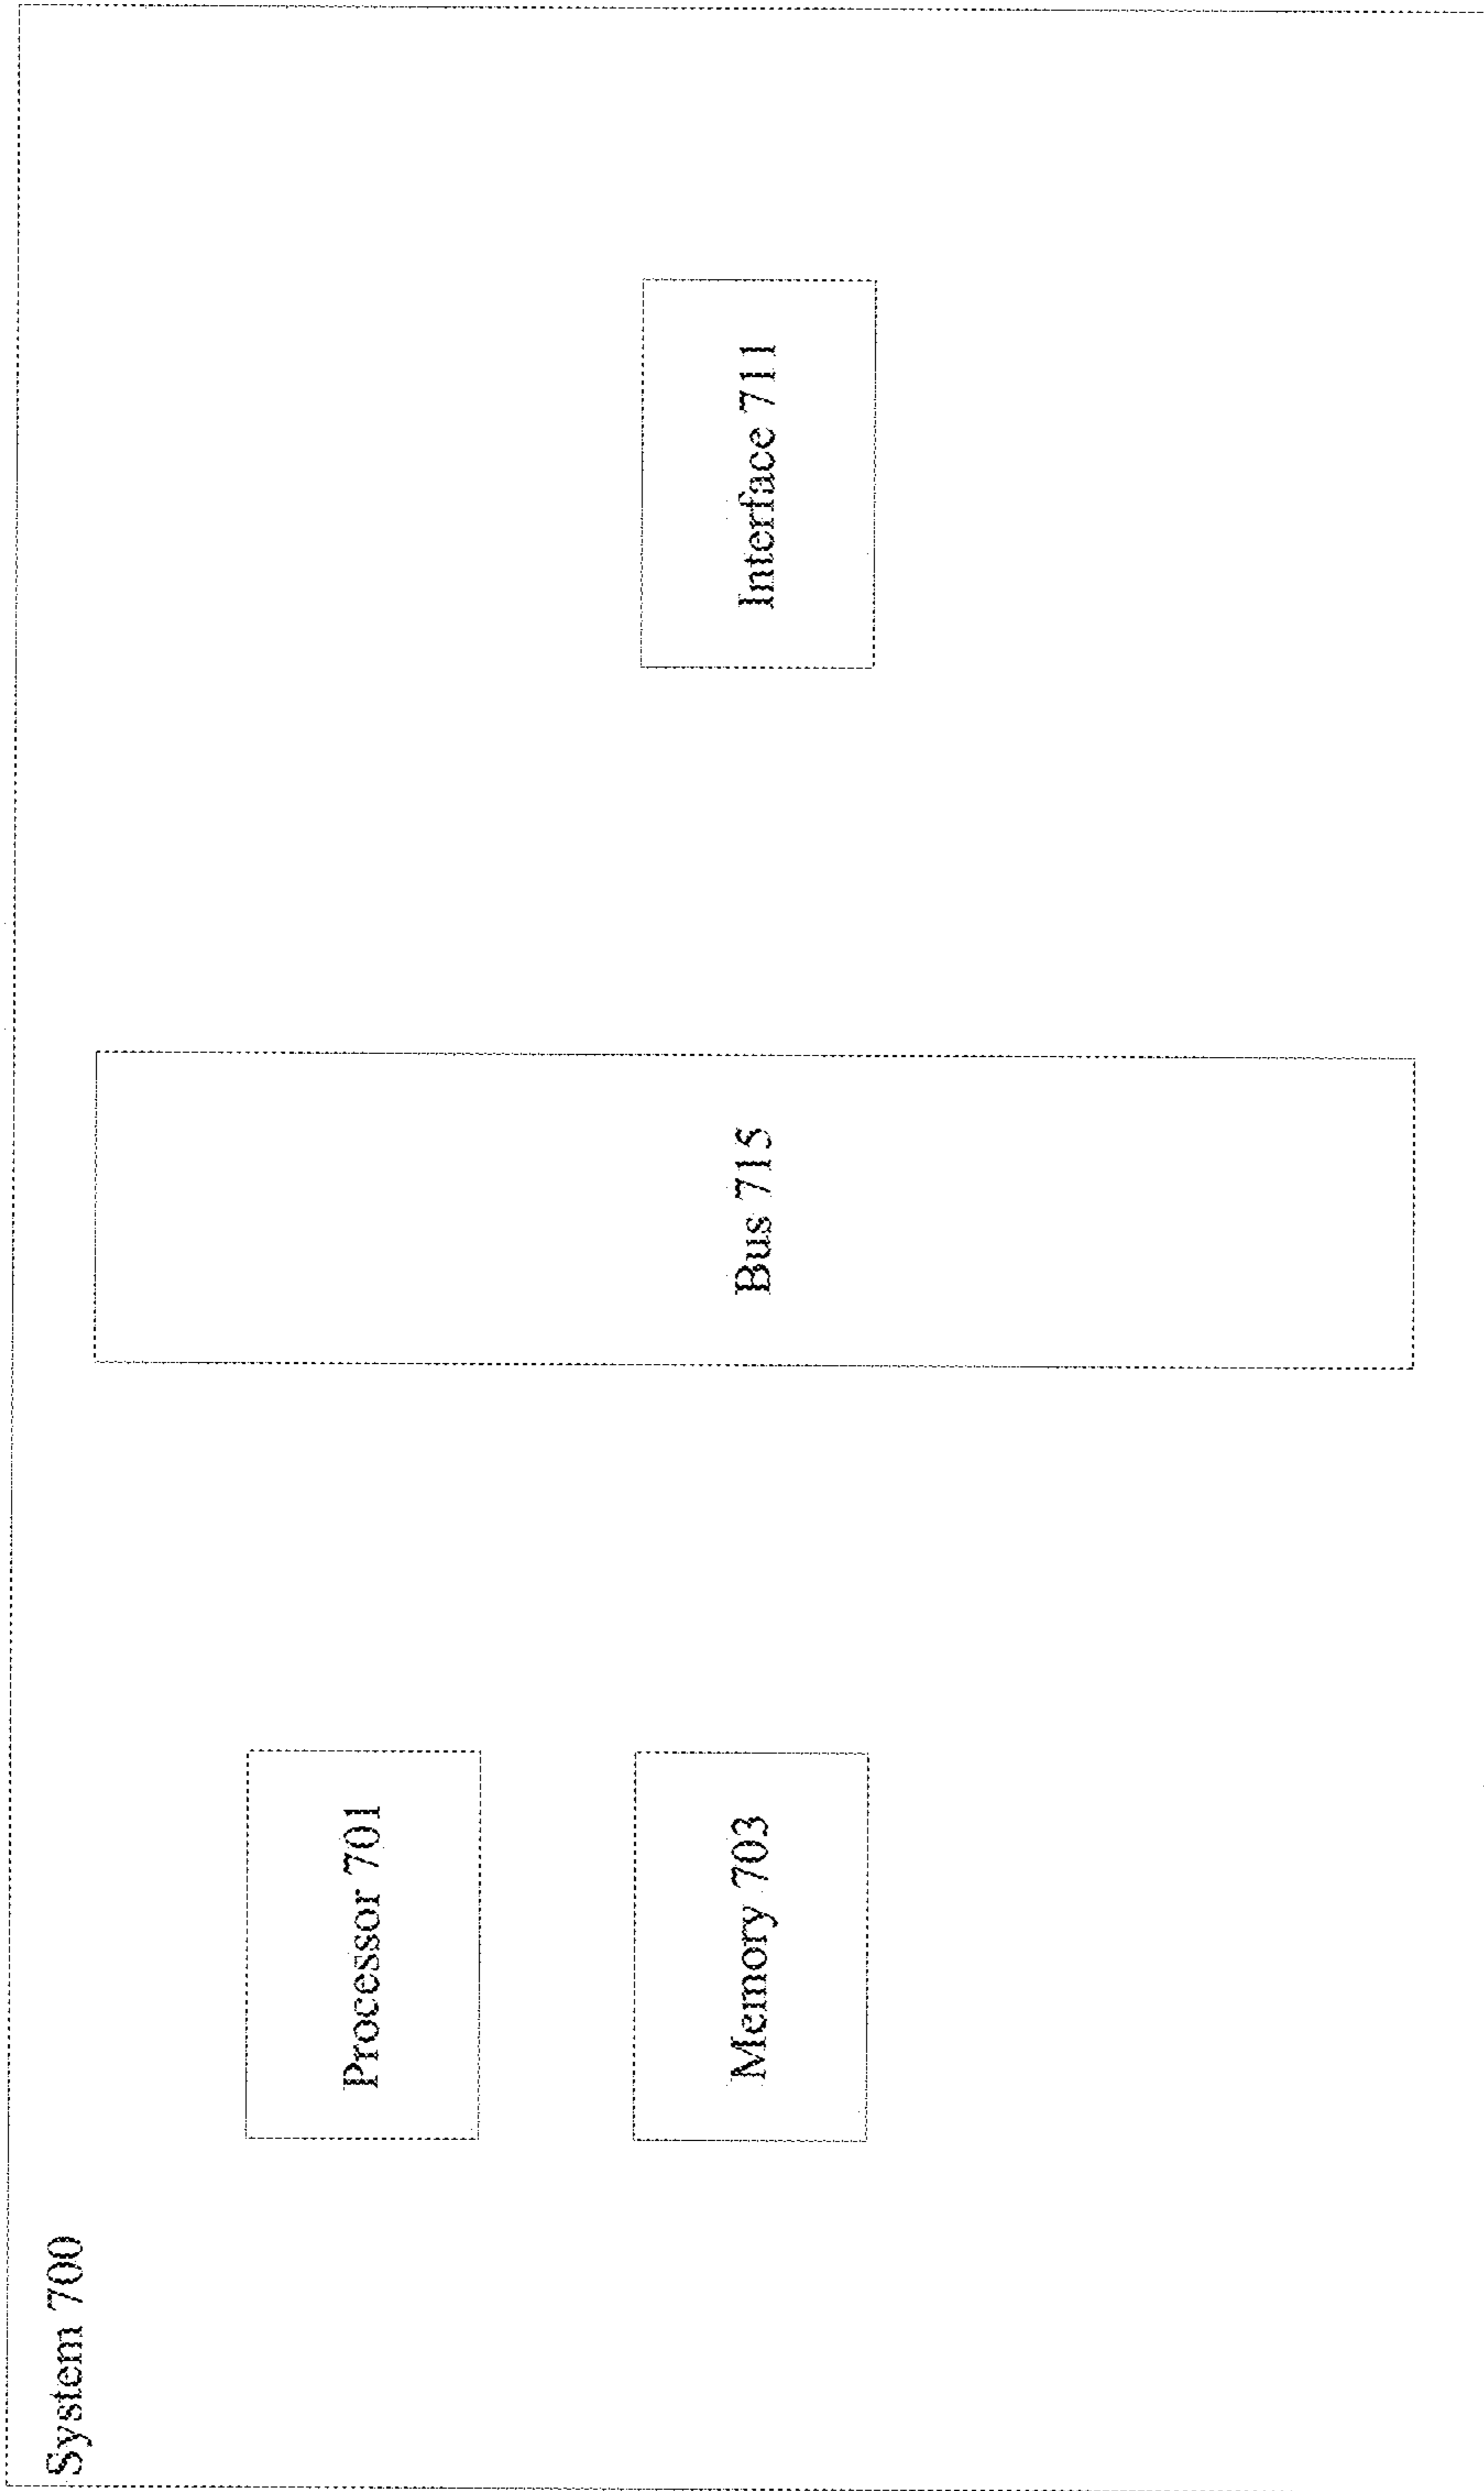 System 700
Processor 701
Memory 703
Bus 715
Interface 711